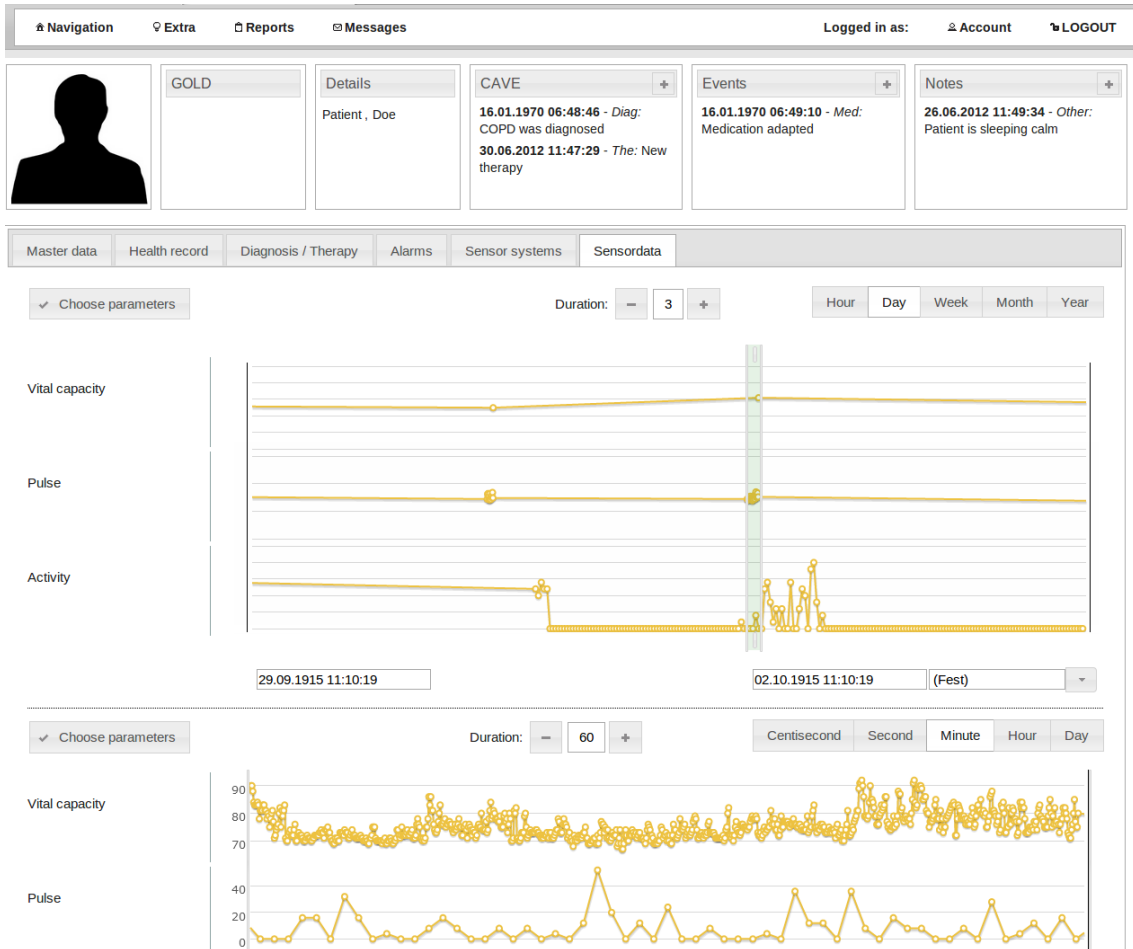 Navigation Extra Reports Messages Logged in as: Account LOGOUT
GOLD
Details
Patient , Doe
CAVE +
16.01.1970 06:48:46 - Diag:
COPD was diagnosed
30.06.2012 11:47:29 - The: New
therapy
Events +
16.01.1970 06:49:10 - Med:
Medication adapted
Notes +
26.06.2012 11:49:34 - Other:
Patient is sleeping calm
Master data Health record Diagnosis / Therapy Alarms Sensor systems Sensordata
Choose parameters Duration: − 3 + Hour Day Week Month Year
Vital capacity
Pulse
Activity
29.09.1915 11:10:19 02.10.1915 11:10:19 (Fest)
Choose parameters Duration: − 60 + Centisecond Second Minute Hour Day
90
Vital capacity
80
70
40
Pulse
20
0